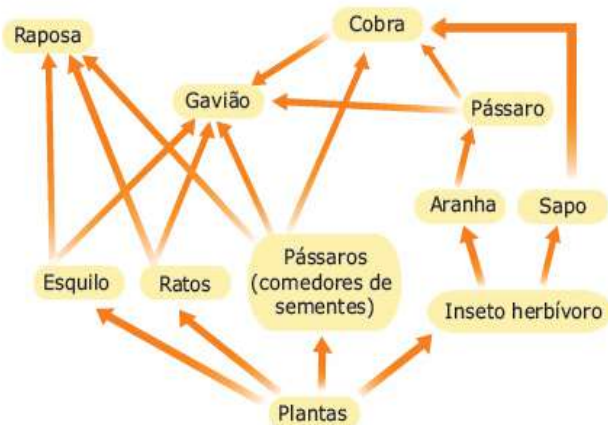 Cobra
Raposa
Gavião
Pássaro
Aranha
Sapo
Esquilo
Ratos
Pássaros
(comedores de
sementes)
Inseto herbívoro
Plantas